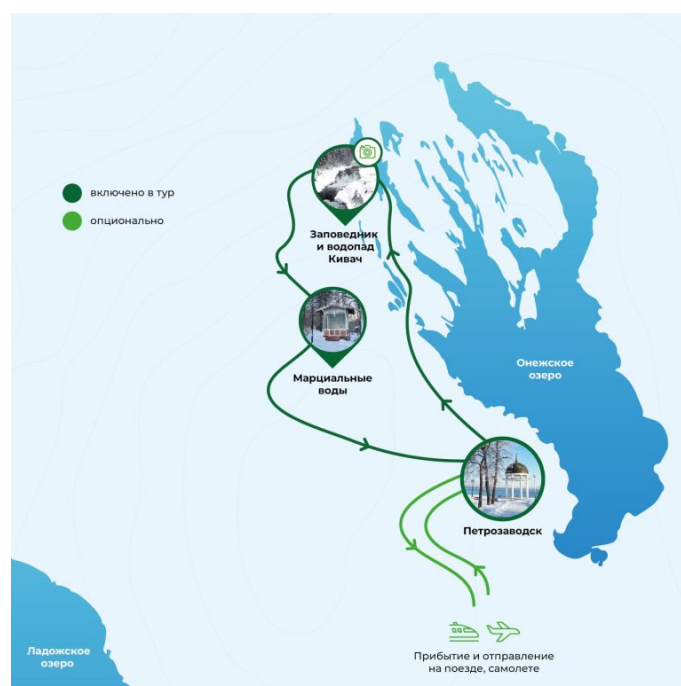 включено в тур
опционально
Заповедник
и водопад
Кивач
Марциальные
воды
Онежское
озеро
Петрозаводск
Ладожское
озеро
Прибытие и отправление
на поезде, самолете